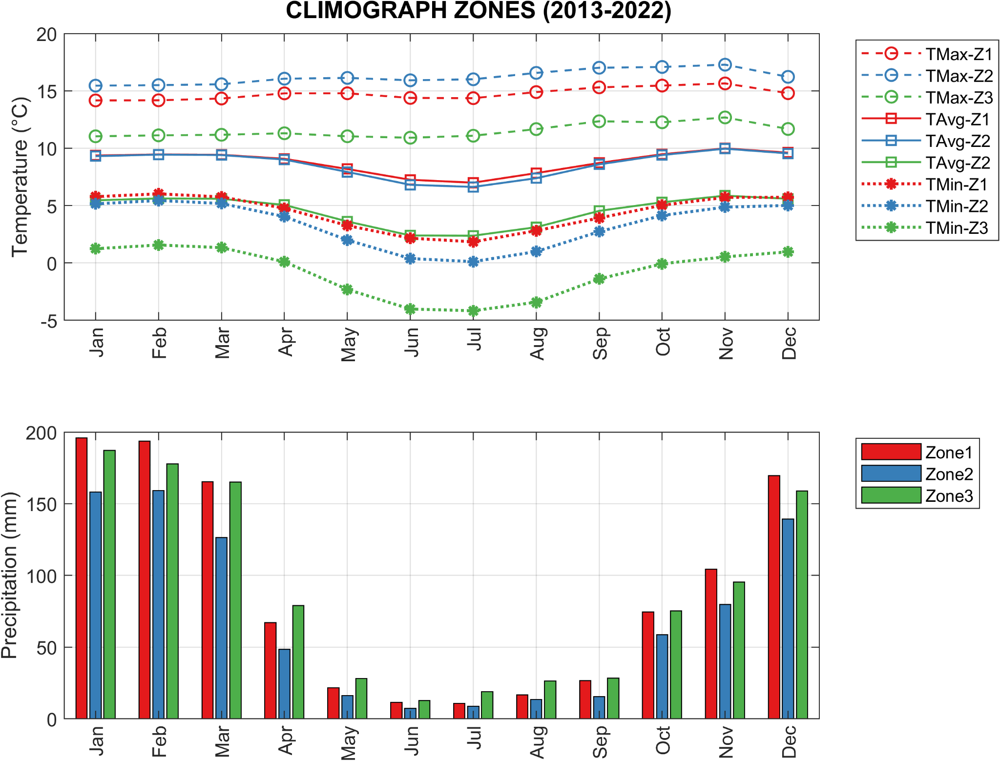 CLIMOGRAPH ZONES (2013-2022)
Temperature (°C)
20
15
10
5
0
-5
Jan
Feb
Mar
Apr
May
Jun
Jul
Aug
Sep
Oct
Nov
Dec
TMax-Z1
TMax-Z2
TMax-Z3
TAvg-Z1
TAvg-Z2
TAvg-Z2
TMin-Z1
TMin-Z2
TMin-Z3
Precipitation (mm)
200
150
100
50
0
Jan
Feb
Mar
Apr
May
Jun
Jul
Aug
Sep
Oct
Nov
Dec
Zone1
Zone2
Zone3